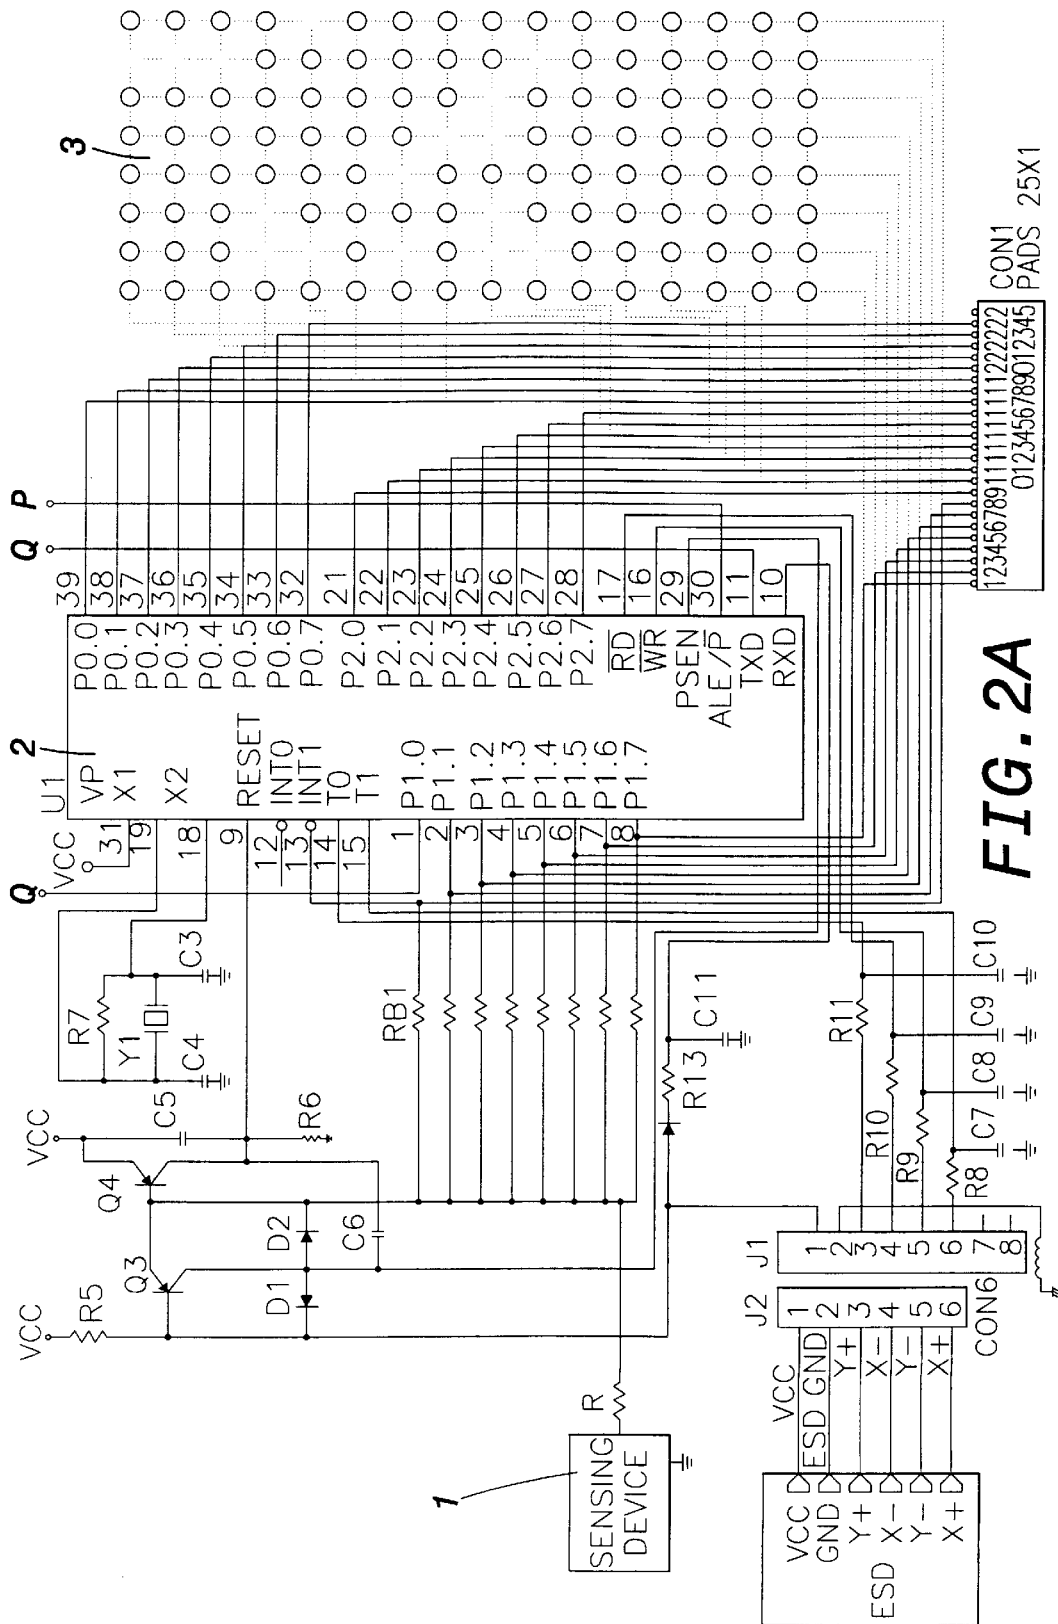 VCC
R5
Q3
Q4
VCC
D1
D2
C5
C6
R6
R7
Y1
C4
C3
Q
VCC
31
19
18
9
12
13
14
15
1
2
3
4
5
6
7
8
U1
2
VP
X1
X2
RESET
INT0
INT1
T0
T1
P1.0
P1.1
P1.2
P1.3
P1.4
P1.5
P1.6
P1.7
P0.0
P0.1
P0.2
P0.3
P0.4
P0.5
P0.6
P0.7
P2.0
P2.1
P2.2
P2.3
P2.4
P2.5
P2.6
P2.7
RD
WR
PSEN
ALE/P
TXD
RXD
39
38
37
36
35
34
33
32
21
22
23
24
25
26
27
28
17
16
29
30
11
10
Q
P
3
RB1
1
SENSING
DEVICE
R
R13
C11
R11
R10
R9
R8
C10
C9
C8
C7
J1
1
2
3
4
5
6
7
8
J2
1
2
3
4
5
6
CON6
VCC
ESD GND
Y+
X-
Y-
X+
VCC
GND
Y+
X-
Y-
X+
ESD
1234567891111111111222222
0123456789012345
CON1
PADS 25X1
FIG. 2A